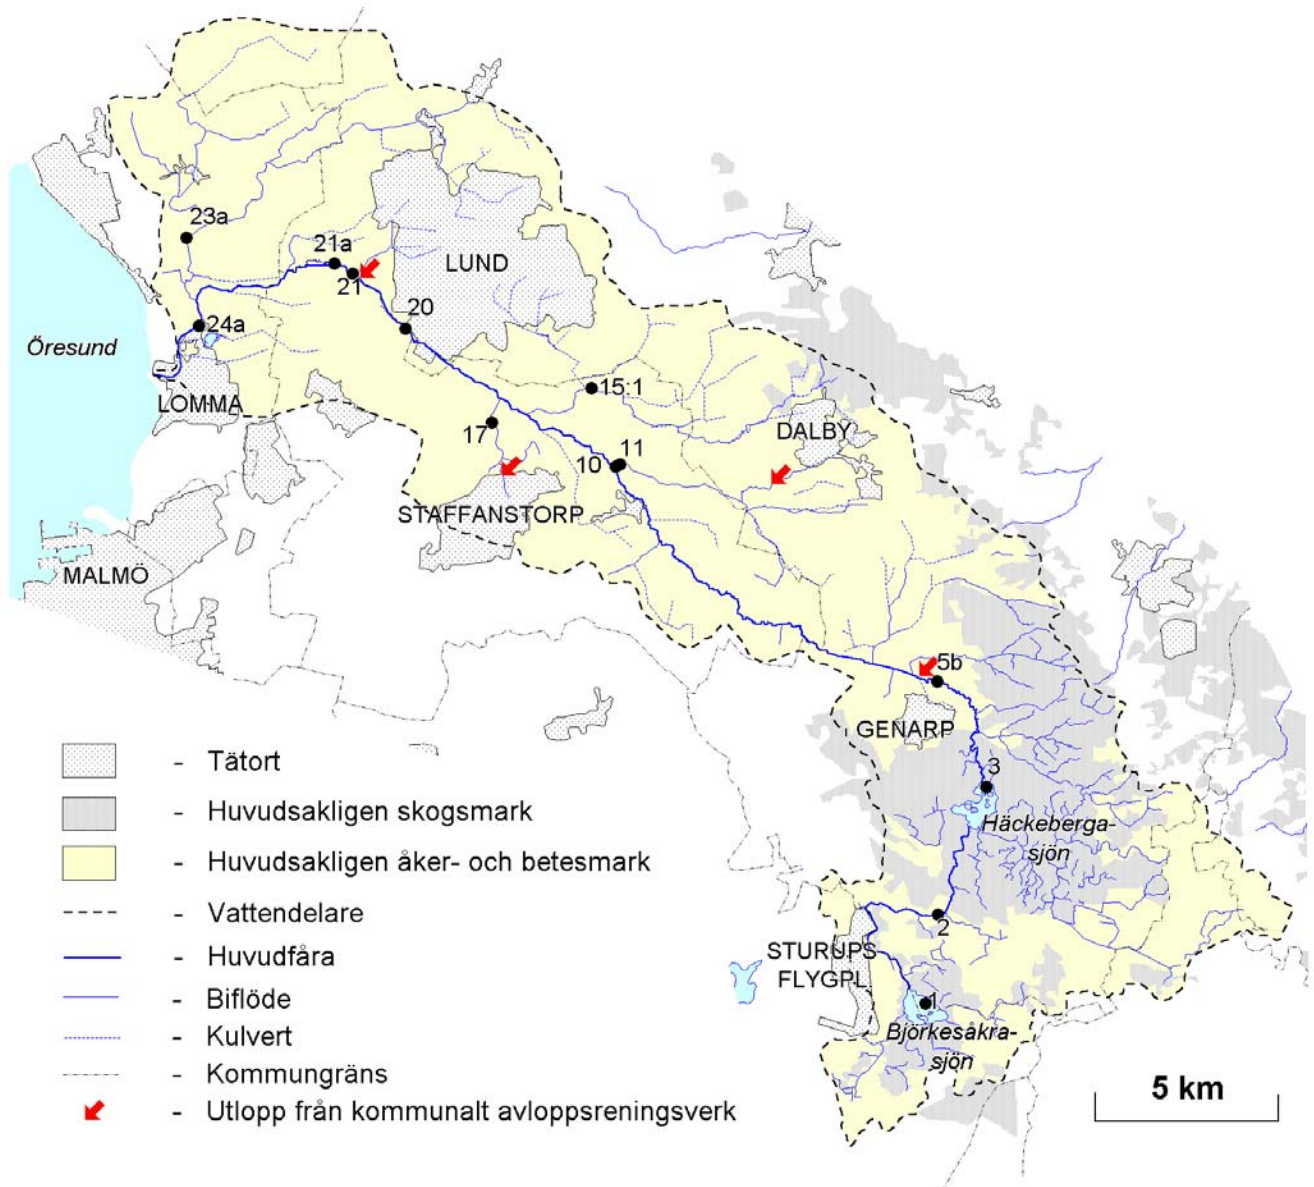 23a
21a
LUND
21
20
24a
Öresund
LOMMA
15:1
DALBY
17
11
10
STAFFANSTORP
MALMÖ
5b
GENARP
3
Häckeberga-
sjön
2
STURUPS
FLYGPL
1
Björkesåkra-
sjön
- Tätort
- Huvudsakligen skogsmark
- Huvudsakligen åker- och betesmark
- Vattendelare
- Huvudfåra
- Biflöde
- Kulvert
- Kommungräns
- Utlopp från kommunalt avloppsreningsverk
5 km